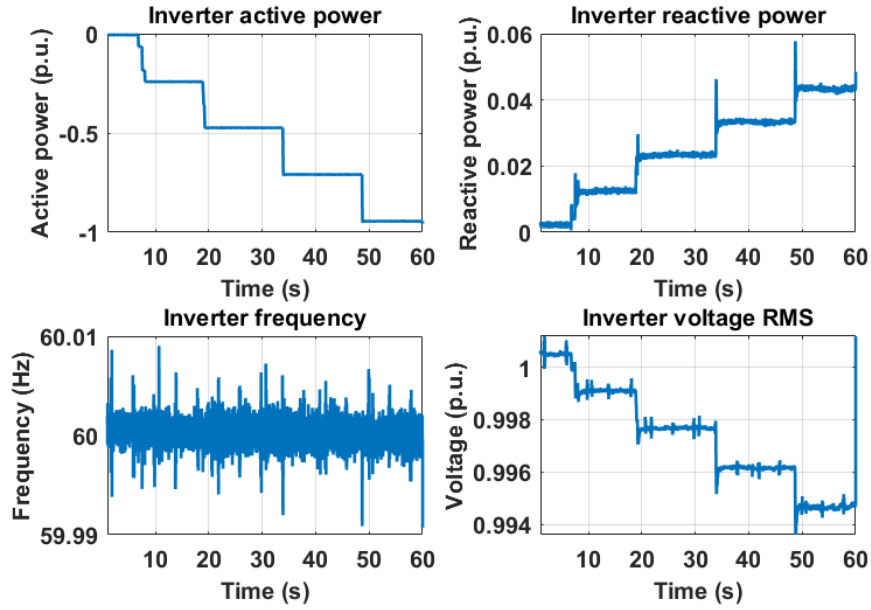 Inverter active power
Active power (p.u.)
0
-0.5
-1
10 20 30 40 50 60
Time (s)
Inverter reactive power
Reactive power (p.u.)
0.06
0.04
0.02
0
10 20 30 40 50 60
Time (s)
Inverter frequency
Frequency (Hz)
60.01
60
59.99
10 20 30 40 50 60
Time (s)
Inverter voltage RMS
Voltage (p.u.)
1
0.998
0.996
0.994
10 20 30 40 50 60
Time (s)